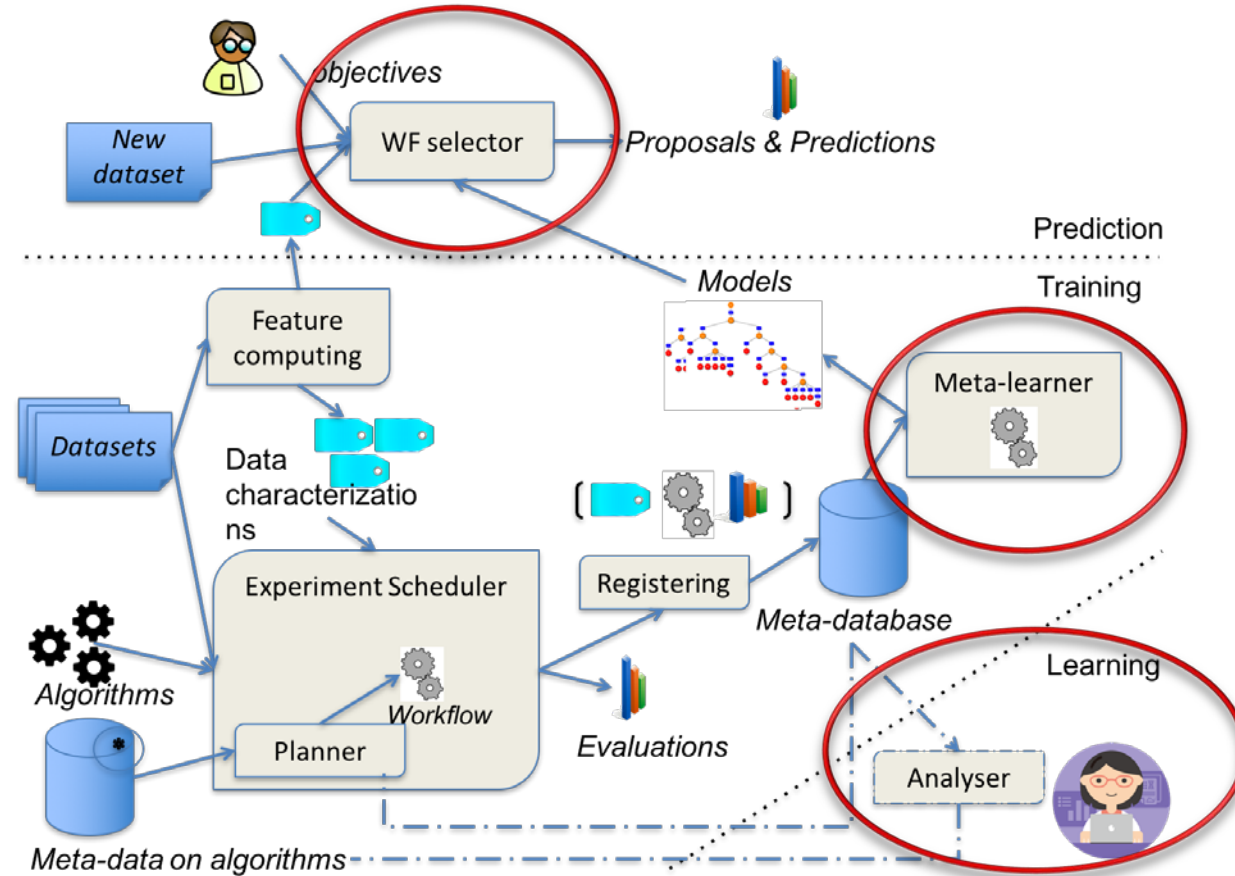 objectives
New
dataset
WF selector
Proposals & Predictions
Prediction
Models
Training
Feature
computing
Meta-learner
Datasets
Data
characterizatio
ns
Experiment Scheduler
Registering
Meta-database
Learning
Algorithms
Workflow
Planner
Evaluations
Analyser
Meta-data on algorithms